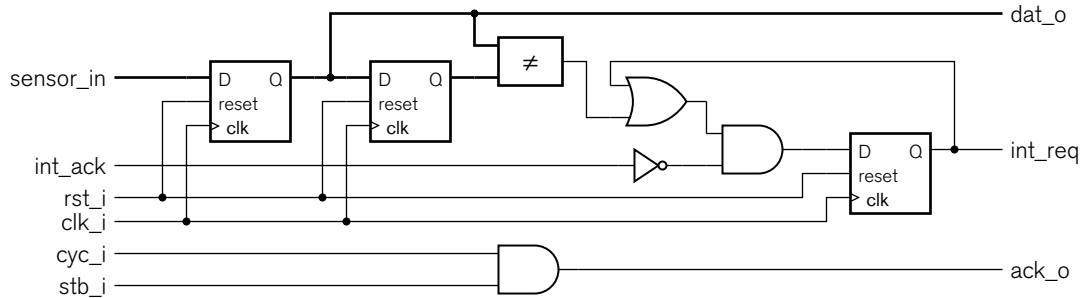 dat_o
≠
sensor_in
D Q
reset
clk
D Q
reset
clk
int_ack
D Q
reset
clk
int_req
rst_i
clk_i
cyc_i
stb_i
ack_o